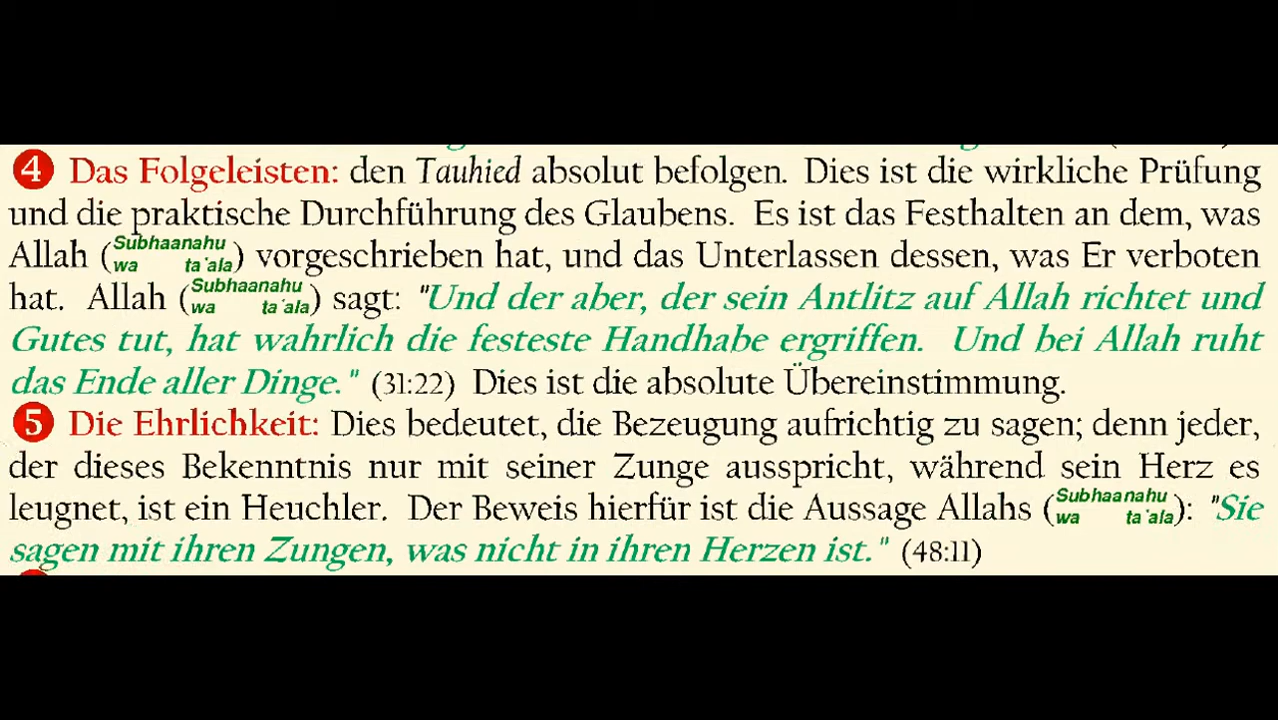 4 Das Folgeleisten: den Tauhied absolut befolgen. Dies ist die wirkliche Prüfung
und die praktische Durchführung des Glaubens. Es ist das Festhalten an dem, was
Allah (Subhaanahu wa ta'ala) vorgeschrieben hat, und das Unterlassen dessen, was Er verboten
hat. Allah (Subhaanahu wa ta'ala) sagt: "Und der aber, der sein Antlitz auf Allah richtet und
Gutes tut, hat wahrlich die festeste Handhabe ergriffen. Und bei Allah ruht
das Ende aller Dinge." (31:22) Dies ist die absolute Übereinstimmung.
5 Die Ehrlichkeit: Dies bedeutet, die Bezeugung aufrichtig zu sagen; denn jeder,
der dieses Bekenntnis nur mit seiner Zunge ausspricht, während sein Herz es
leugnet, ist ein Heuchler. Der Beweis hierfür ist die Aussage Allahs (Subhaanahu wa ta'ala): "Sie
sagen mit ihren Zungen, was nicht in ihren Herzen ist." (48:11)